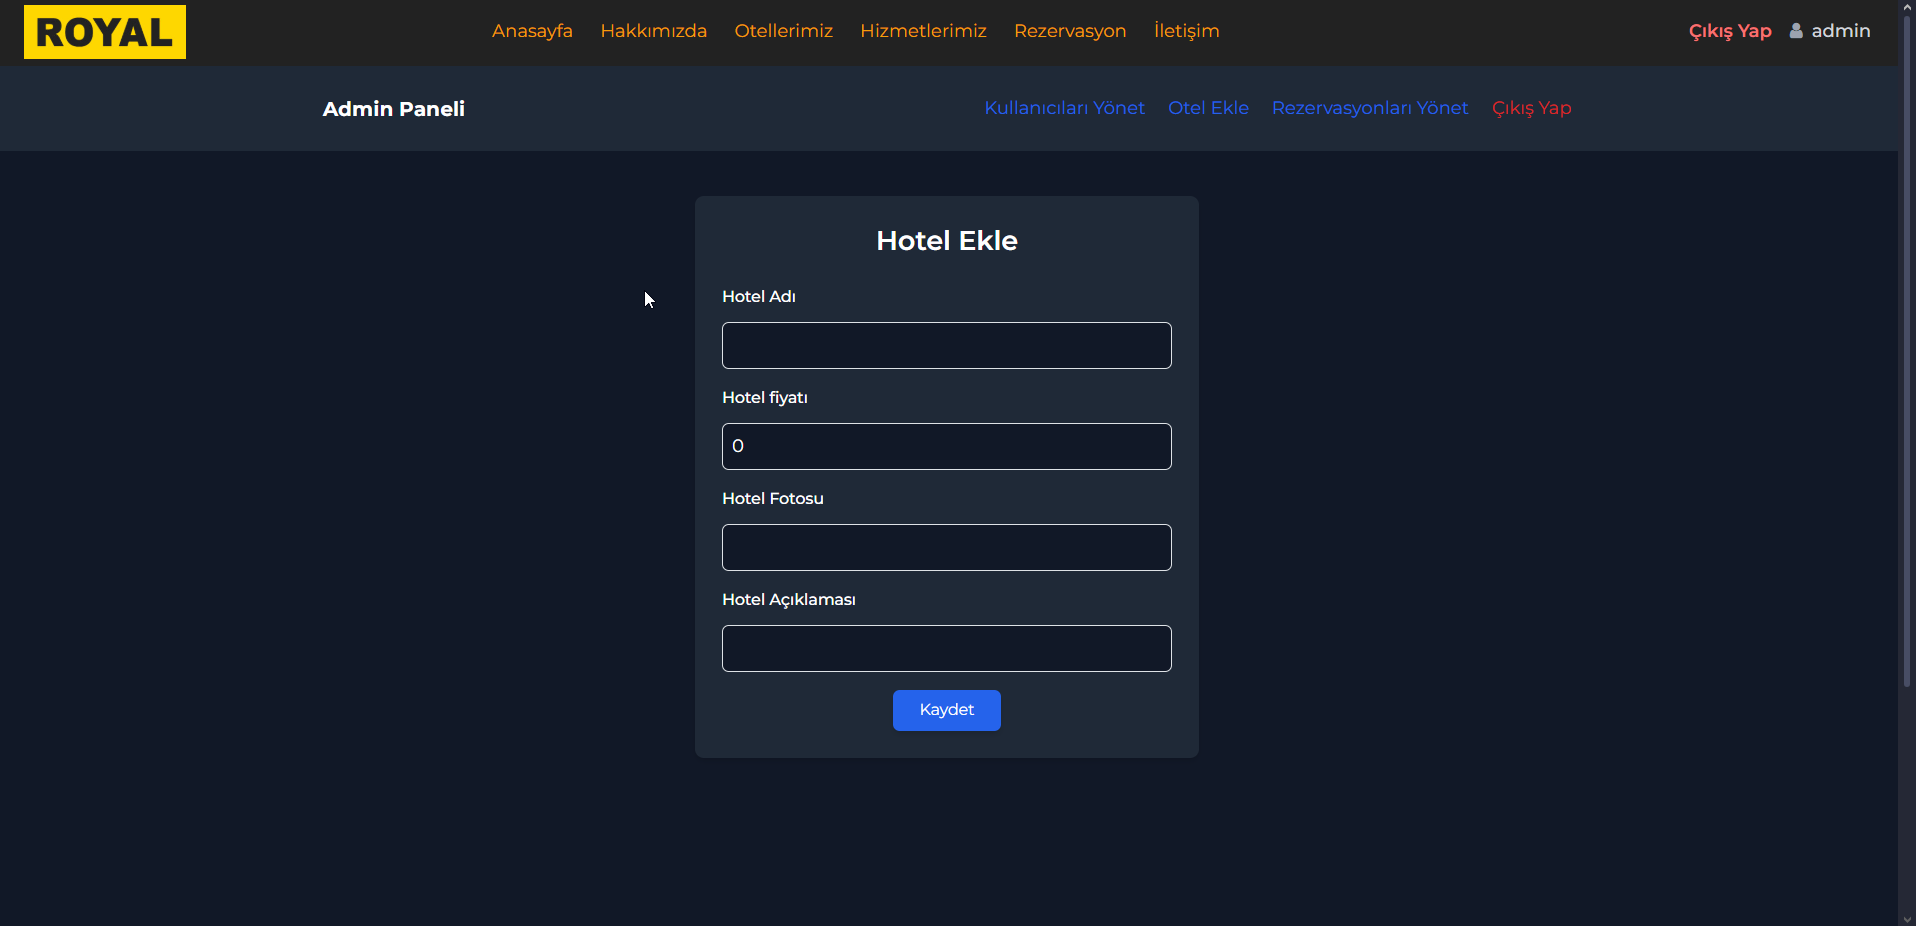 ROYAL
Anasayfa Hakkımızda Otellerimiz Hizmetlerimiz Rezervasyon İletişim
Çıkış Yap admin
Admin Paneli
Kullanıcıları Yönet Otel Ekle Rezervasyonları Yönet Çıkış Yap
Hotel Ekle
Hotel Adı
Hotel fiyatı
0
Hotel Fotosu
Hotel Açıklaması
Kaydet